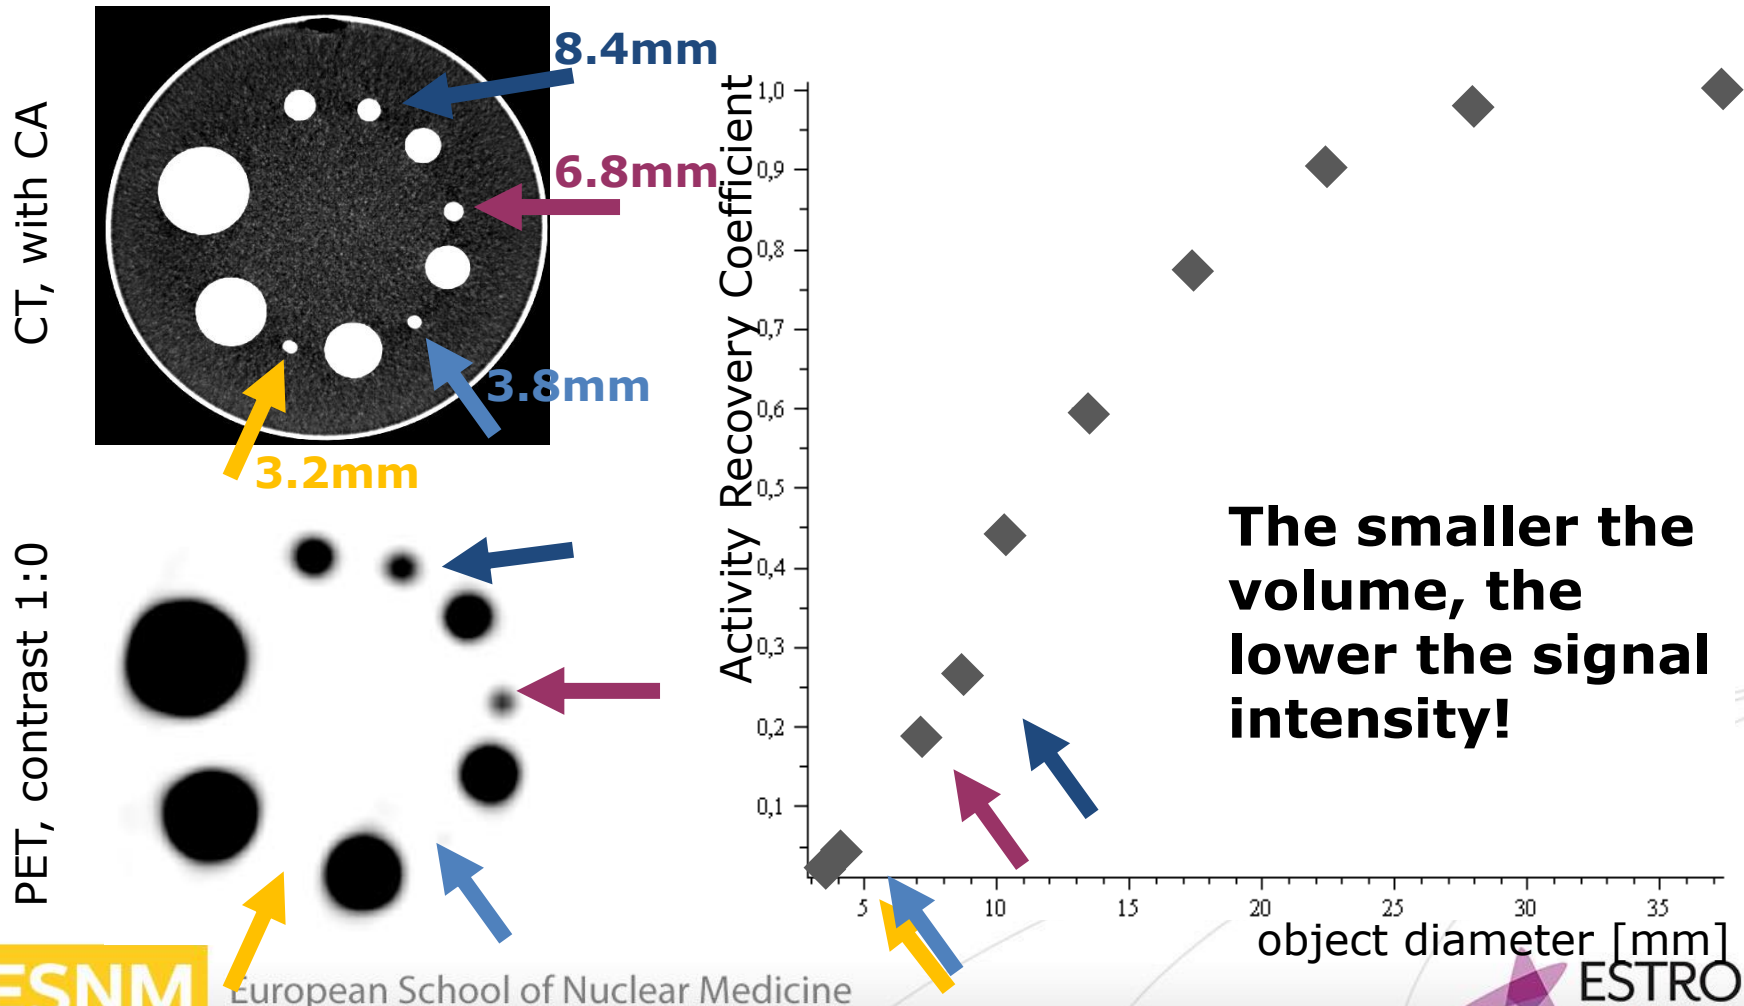 CT, with CA
8.4mm
6.8mm
3.8mm
3.2mm
PET, contrast 1:0
Activity Recovery Coefficient
1,0
0,9
0,8
0,7
0,6
0,5
0,4
0,3
0,2
0,1
5
10
15
20
25
30
35
object diameter [mm]
The smaller the
volume, the
lower the signal
intensity!
ESNM
European School of Nuclear Medicine
ESTRO